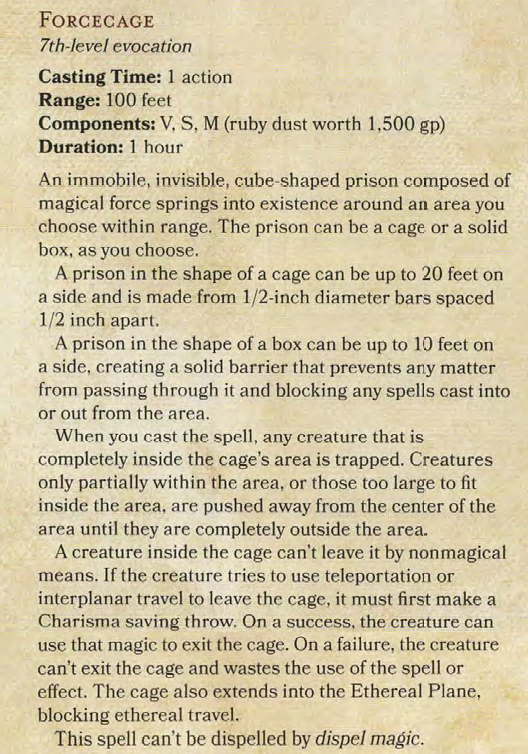 FORCECAGE
7th-level evocation
Casting Time: 1 action
Range: 100 feet
Components: V, S, M (ruby dust worth 1,500 gp)
Duration: 1 hour
An immobile, invisible, cube-shaped prison composed of
magical force springs into existence around an area you
choose within range. The prison can be a cage or a solid
box, as you choose.
A prison in the shape of a cage can be up to 20 feet on
a side and is made from 1/2-inch diameter bars spaced
1/2 inch apart.
A prison in the shape of a box can be up to 10 feet on
a side, creating a solid barrier that prevents any matter
from passing through it and blocking any spells cast into
or out from the area.
When you cast the spell, any creature that is
completely inside the cage's area is trapped. Creatures
only partially within the area, or those too large to fit
inside the area, are pushed away from the center of the
area until they are completely outside the area.
A creature inside the cage can't leave it by nonmagical
means. If the creature tries to use teleportation or
interplanar travel to leave the cage, it must first make a
Charisma saving throw. On a success, the creature can
use that magic to exit the cage. On a failure, the creature
can't exit the cage and wastes the use of the spell or
effect. The cage also extends into the Ethereal Plane,
blocking ethereal travel.
This spell can't be dispelled by dispel magic.